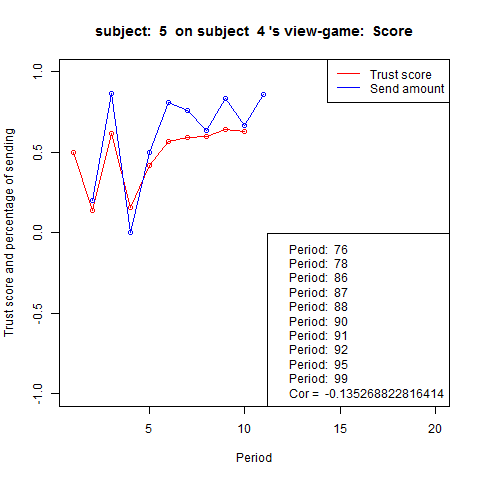 subject:  5  on subject  4 's view-game:  Score
Trust score
Send amount
1.0
0.5
0.0
-0.5
-1.0
Trust score and percentage of sending
Period:  76
Period:  78
Period:  86
Period:  87
Period:  88
Period:  90
Period:  91
Period:  92
Period:  95
Period:  99
Cor =  -0.135268822816414
5
10
15
20
Period